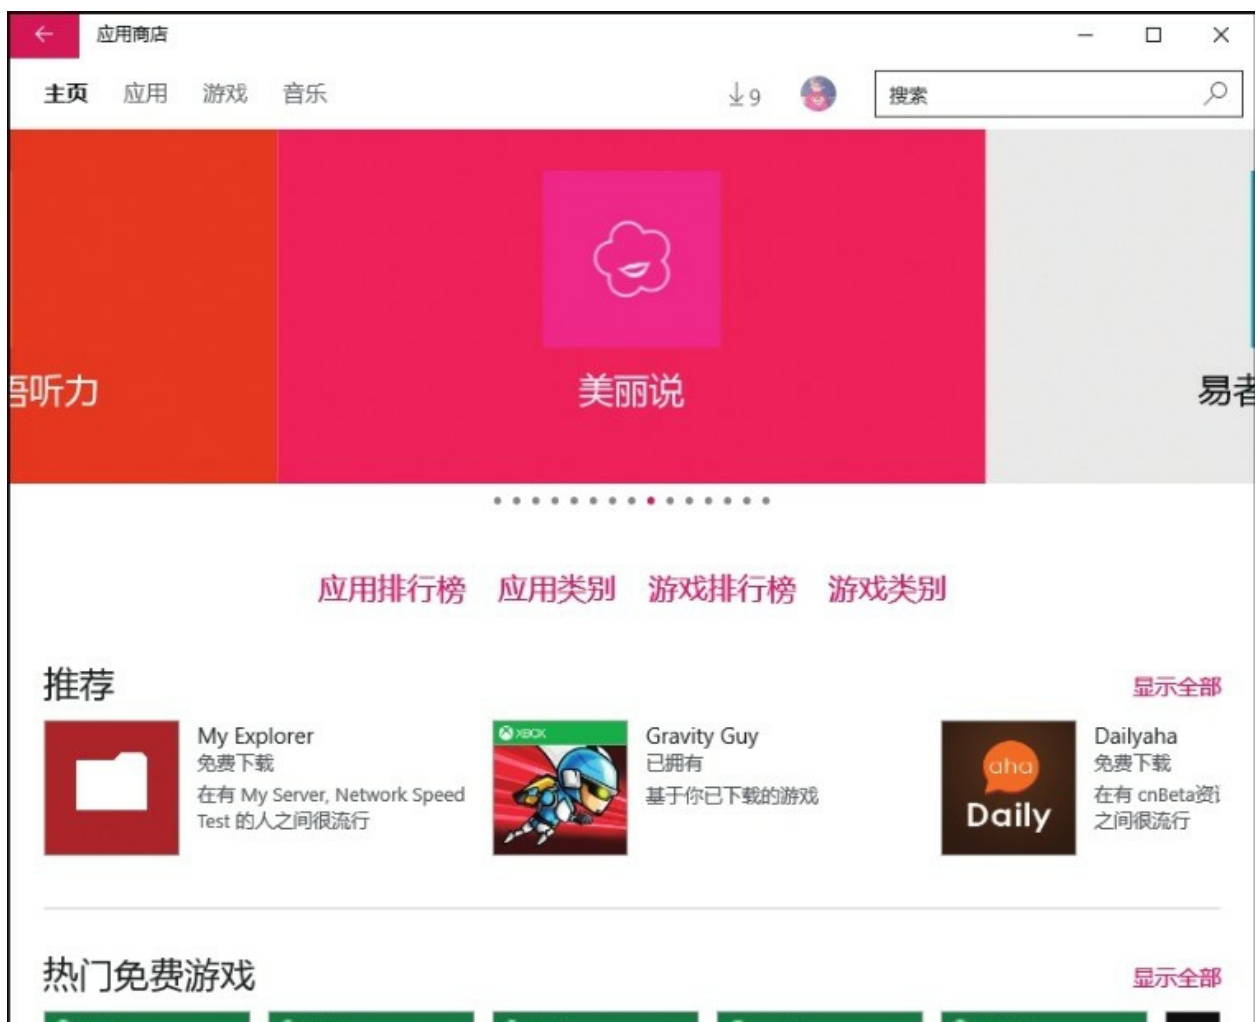 应用商店
主页 应用 游戏 音乐 9 搜索
听力
美丽说
易者
应用排行榜 应用类别 游戏排行榜 游戏类别
推荐 显示全部
My Explorer
免费下载
在有 My Server, Network Speed
Test 的人之间很流行
XBOX
Gravity Guy
已拥有
基于你已下载的游戏
aha
Daily
Dailyaha
免费下载
在有 cnBeta资
之间很流行
热门免费游戏 显示全部